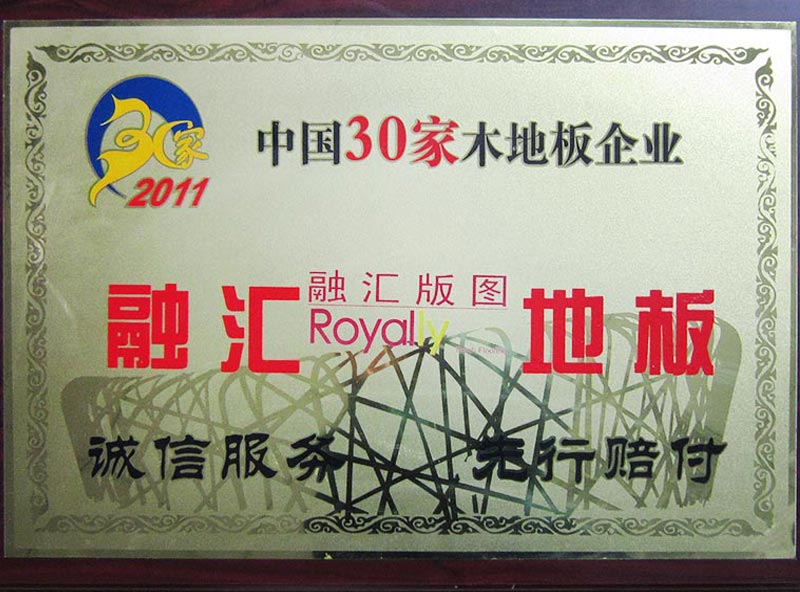 30家
2011
中国30家木地板企业
融汇 地板
融汇版图
Royally
诚信服务 先行赔付